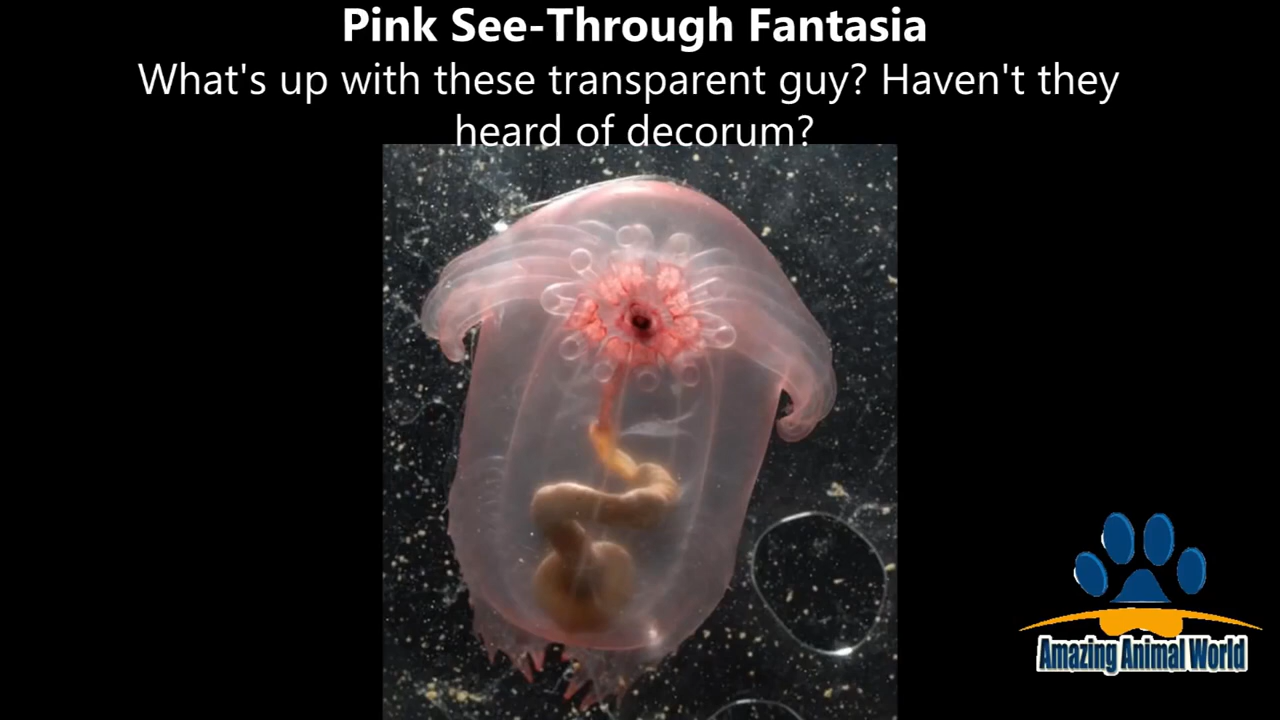 Pink See-Through Fantasia
What's up with these transparent guy? Haven't they
heard of decorum?
Amazing Animal World